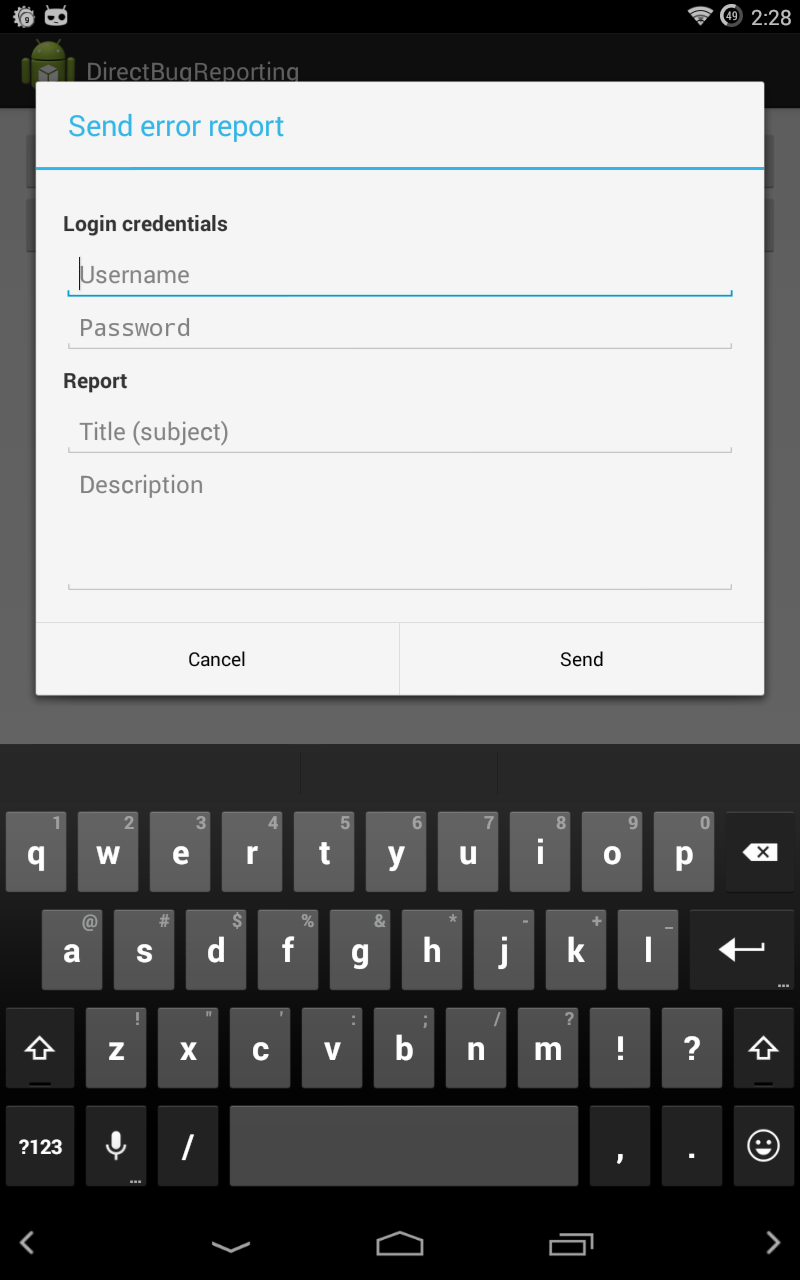 49 2:28
DirectBugReporting
Send error report
Login credentials
Username
Password
Report
Title (subject)
Description
Cancel Send
1 2 3 4 5 6 7 8 9 0
q w e r t y u i o p
@ # $ % & * - + _
a s d f g h j k l
...
! " ' : ; / ?
z x c v b n m ! ?
?123 / , .
...